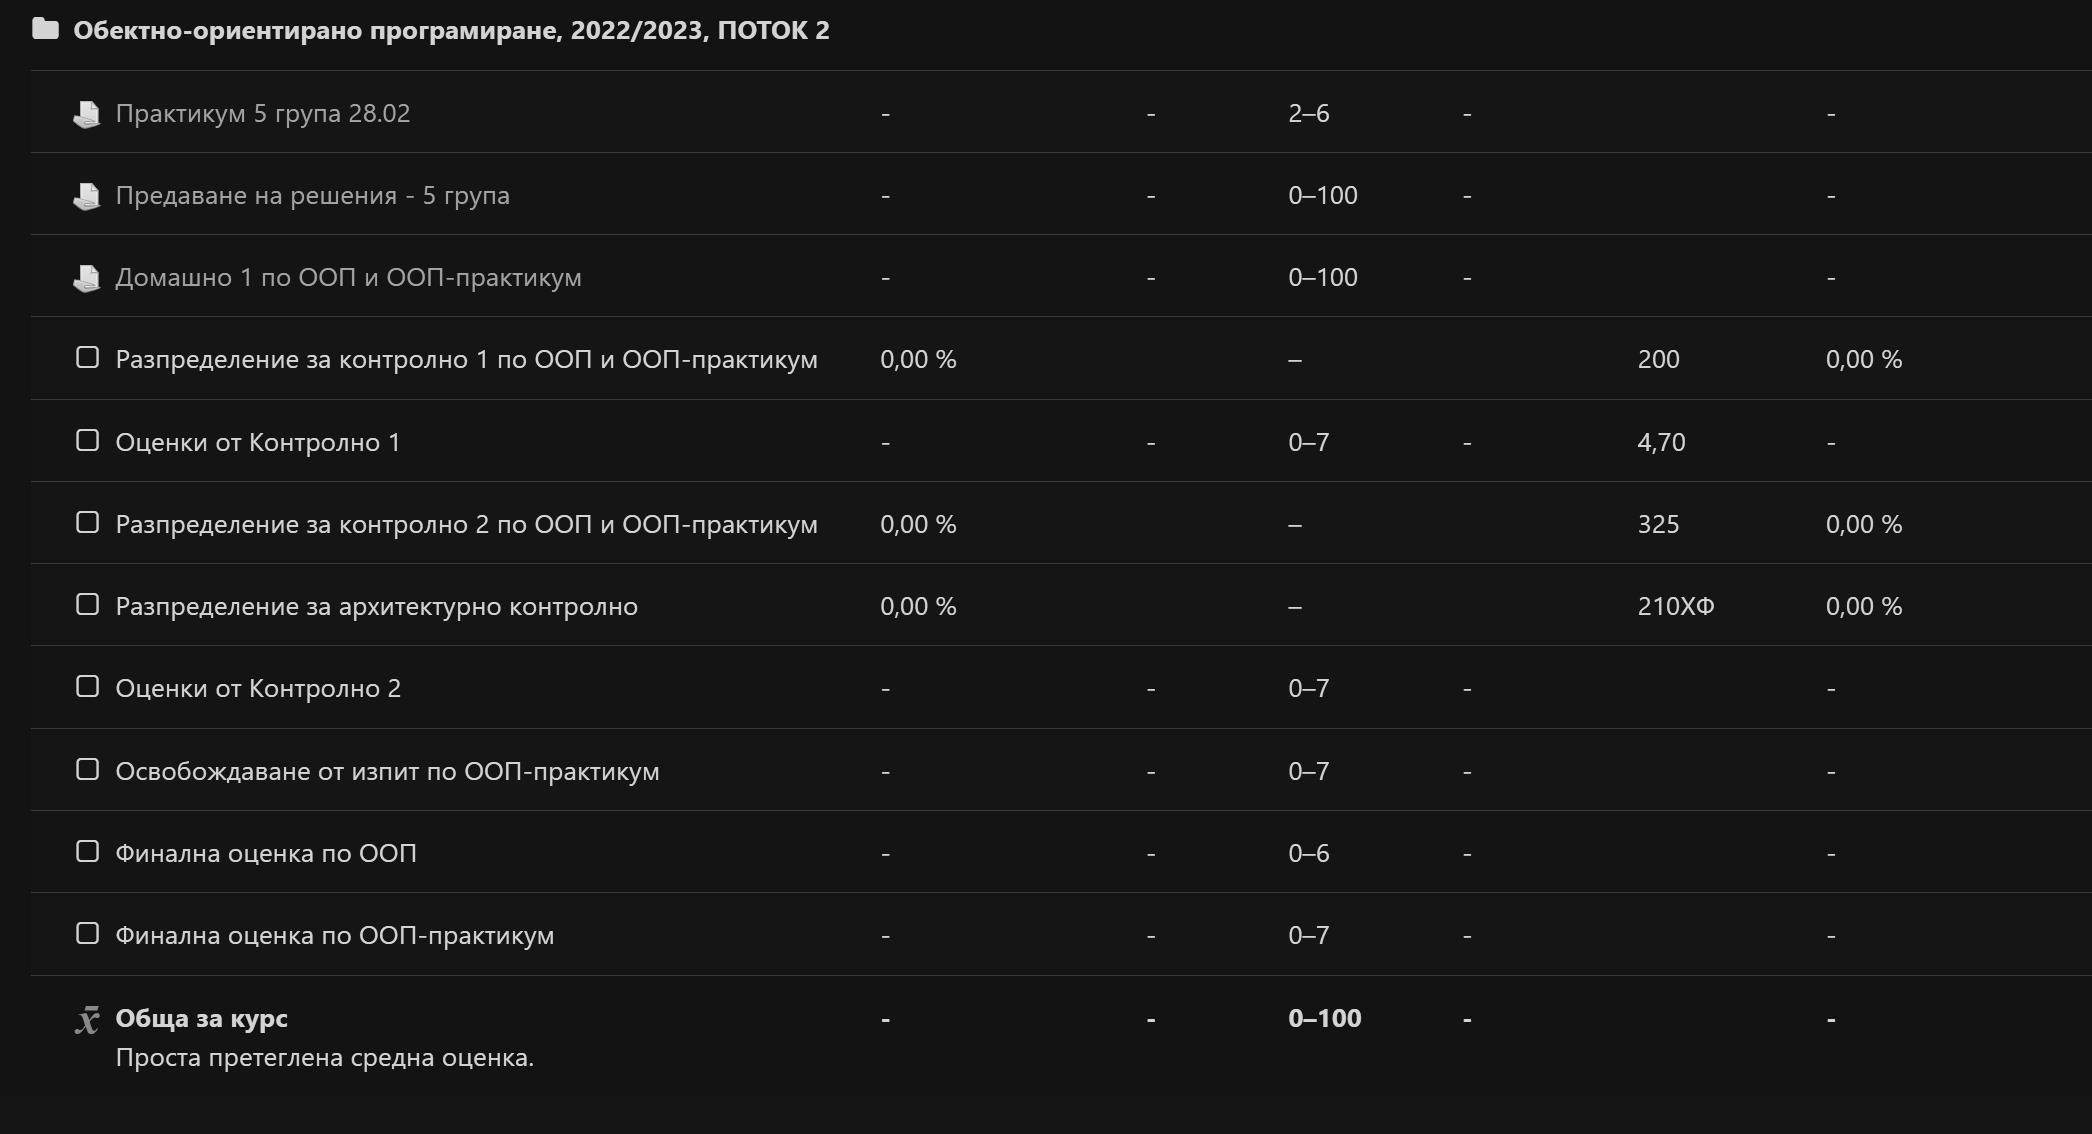 Обектно-ориентирано програмиране, 2022/2023, ПОТОК 2
Практикум 5 група 28.02 - - 2–6 - -
Предаване на решения - 5 група - - 0–100 - -
Домашно 1 по ООП и ООП-практикум - - 0–100 - -
Разпределение за контролно 1 по ООП и ООП-практикум 0,00 % – 200 0,00 %
Оценки от Контролно 1 - - 0–7 - 4,70 -
Разпределение за контролно 2 по ООП и ООП-практикум 0,00 % – 325 0,00 %
Разпределение за архитектурно контролно 0,00 % – 210ХФ 0,00 %
Оценки от Контролно 2 - - 0–7 - -
Освобождаване от изпит по ООП-практикум - - 0–7 - -
Финална оценка по ООП - - 0–6 - -
Финална оценка по ООП-практикум - - 0–7 - -
Обща за курс - - 0–100 - -
Проста претеглена средна оценка.